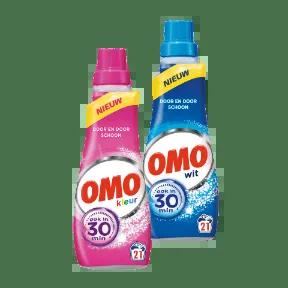 NIEUW
DOOR EN DOOR
SCHOON
OMO
kleur
ook in
30
min
21
NIEUW
DOOR EN DOOR
SCHOON
OMO
wit
ook in
30
min
21